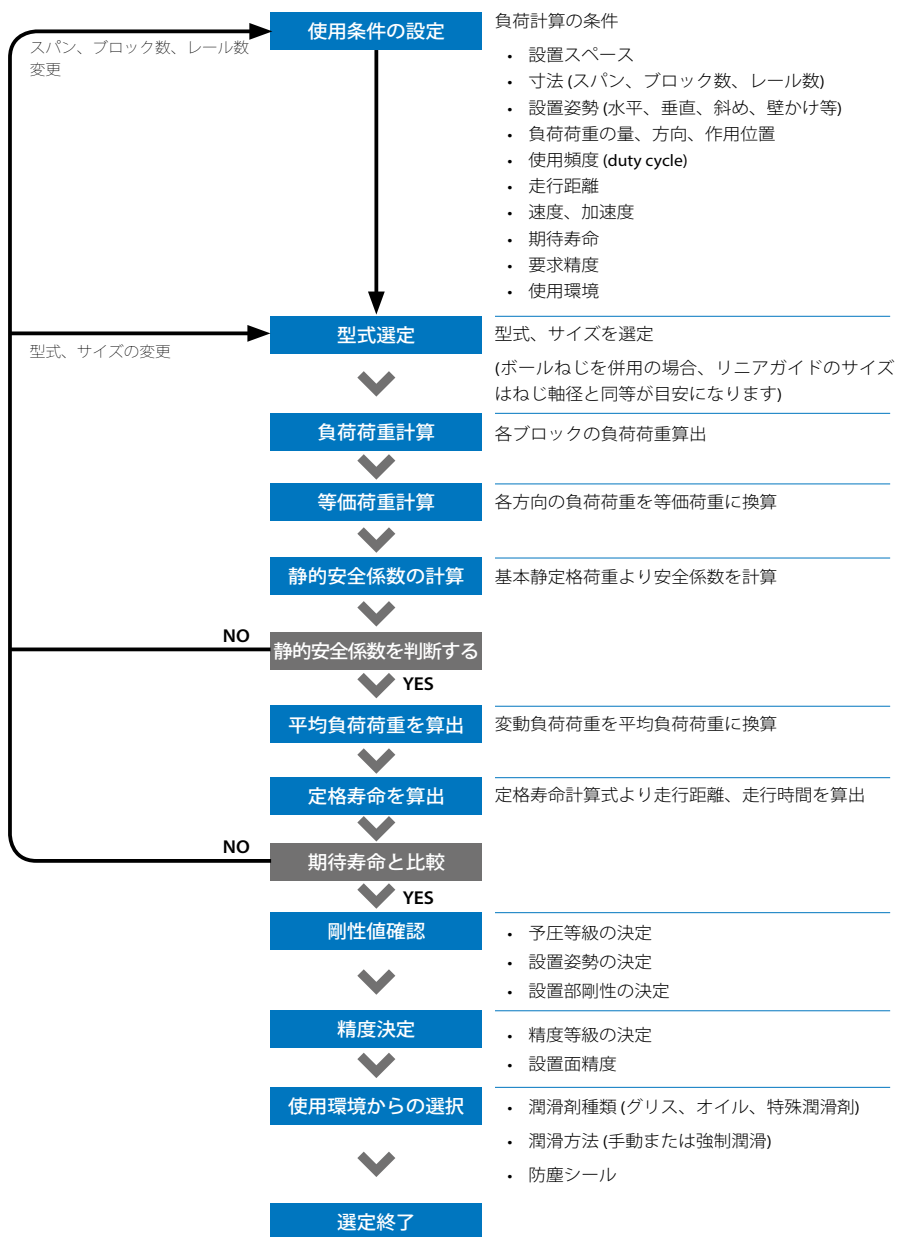 使用条件の設定
負荷計算の条件
スパン、ブロック数、レール数
変更
• 設置スペース
• 寸法 (スパン、ブロック数、レール数)
• 設置姿勢 (水平、垂直、斜め、壁かけ等)
• 負荷荷重の量、方向、作用位置
• 使用頻度 (duty cycle)
• 走行距離
• 速度、加速度
• 期待寿命
• 要求精度
• 使用環境
型式選定
型式、サイズを選定
型式、サイズの変更
(ボールねじを併用の場合、リニアガイドのサイズ
はねじ軸径と同等が目安になります)
負荷荷重計算
各ブロックの負荷荷重算出
等価荷重計算
各方向の負荷荷重を等価荷重に換算
静的安全係数の計算
基本静定格荷重より安全係数を計算
NO
静的安全係数を判断する
YES
平均負荷荷重を算出
変動負荷荷重を平均負荷荷重に換算
定格寿命を算出
定格寿命計算式より走行距離、走行時間を算出
NO
期待寿命と比較
YES
剛性値確認
• 予圧等級の決定
• 設置姿勢の決定
• 設置部剛性の決定
精度決定
• 精度等級の決定
• 設置面精度
使用環境からの選択
• 潤滑剤種類 (グリス、オイル、特殊潤滑剤)
• 潤滑方法 (手動または強制潤滑)
• 防塵シール
選定終了